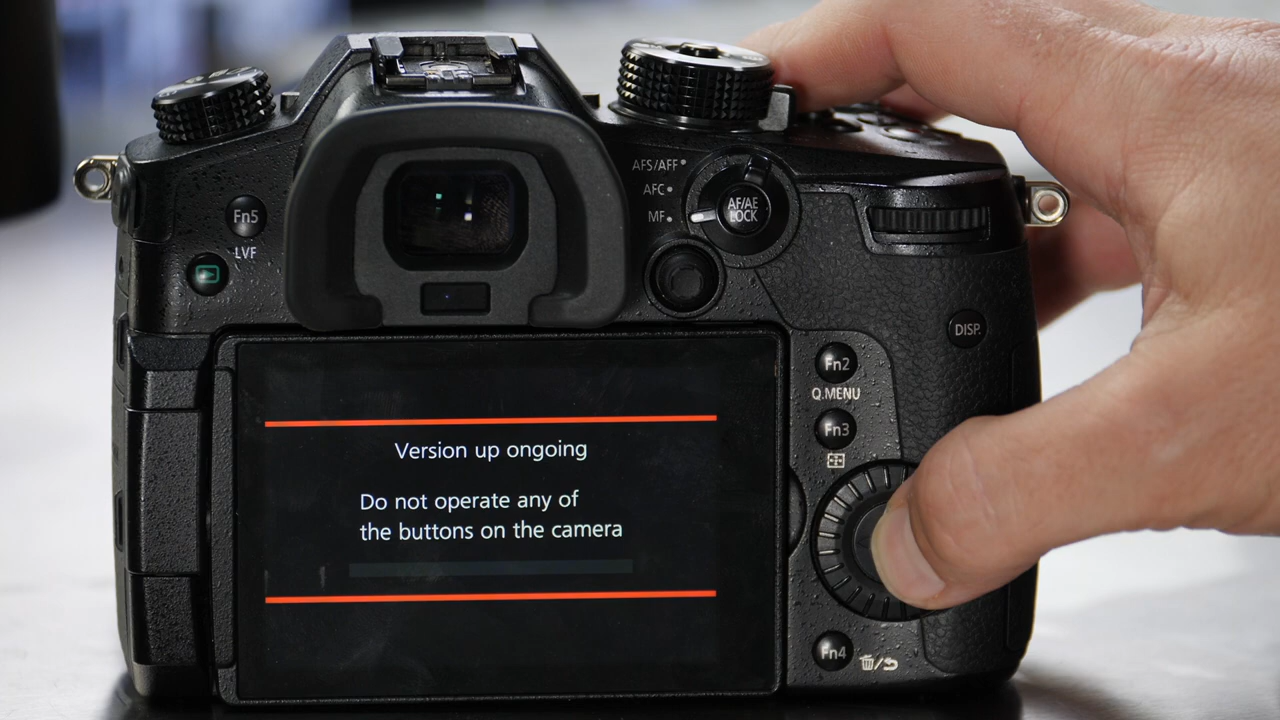 AFS/AFF
AFC
MF
AF/AE
LOCK
Fn5
LVF
DISP.
Fn2
Q.MENU
Fn3
Version up ongoing
Do not operate any of
the buttons on the camera
Fn4